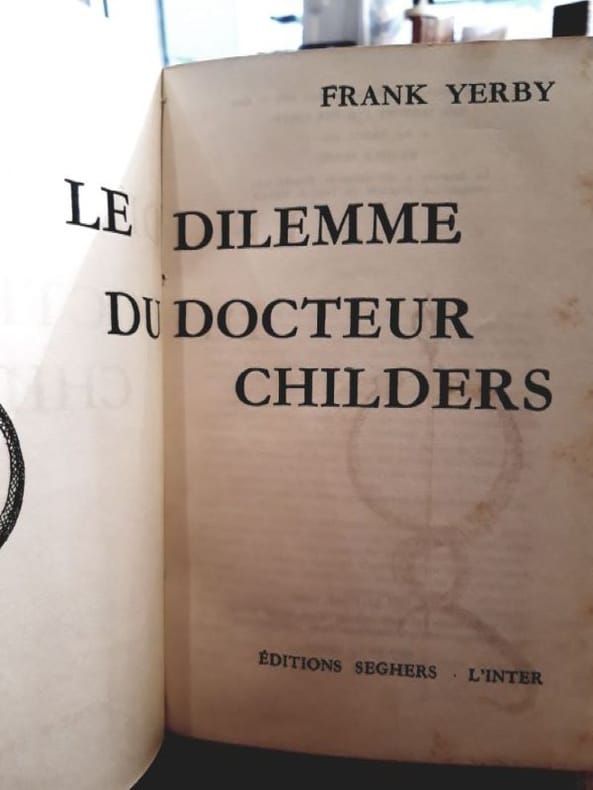 FRANK YERBY
LE DILEMME
DU DOCTEUR
CHILDERS
ÉDITIONS SEGHERS . L'INTER